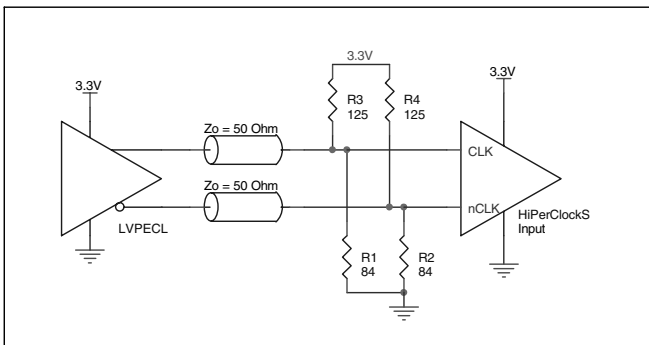 3.3V
3.3V
3.3V
R3
125
R4
125
Zo = 50 Ohm
CLK
Zo = 50 Ohm
nCLK
HiPerClockS
Input
LVPECL
R1
84
R2
84